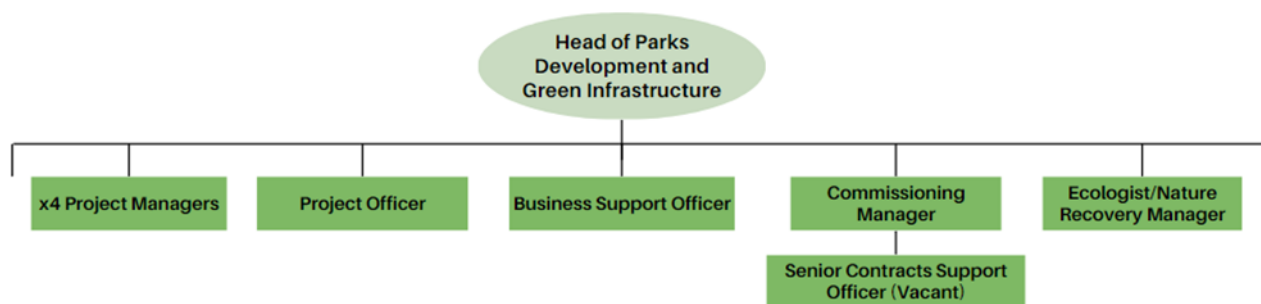 Head of Parks
Development and
Green Infrastructure
x4 Project Managers
Project Officer
Business Support Officer
Commissioning
Manager
Ecologist/Nature
Recovery Manager
Senior Contracts Support
Officer (Vacant)